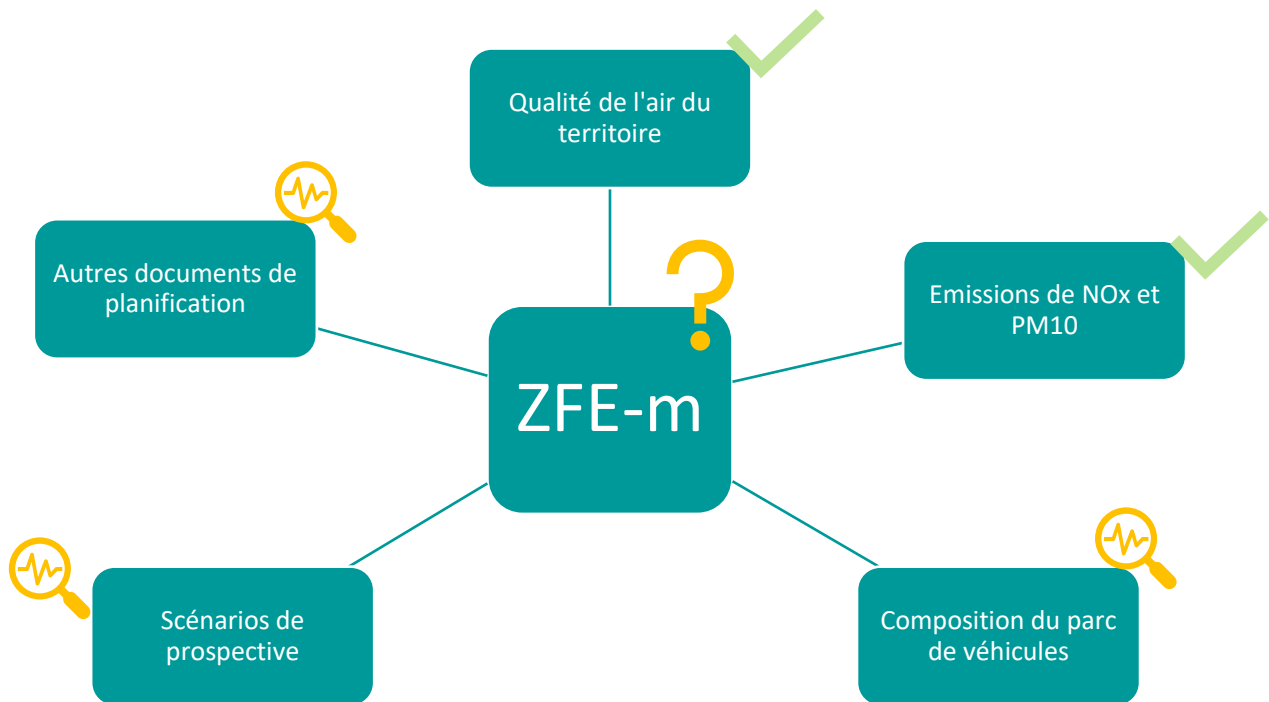 Qualité de l'air du
territoire
Autres documents de
planification
Emissions de NOx et
PM10
?
ZFE-m
Scénarios de
prospective
Composition du parc
de véhicules